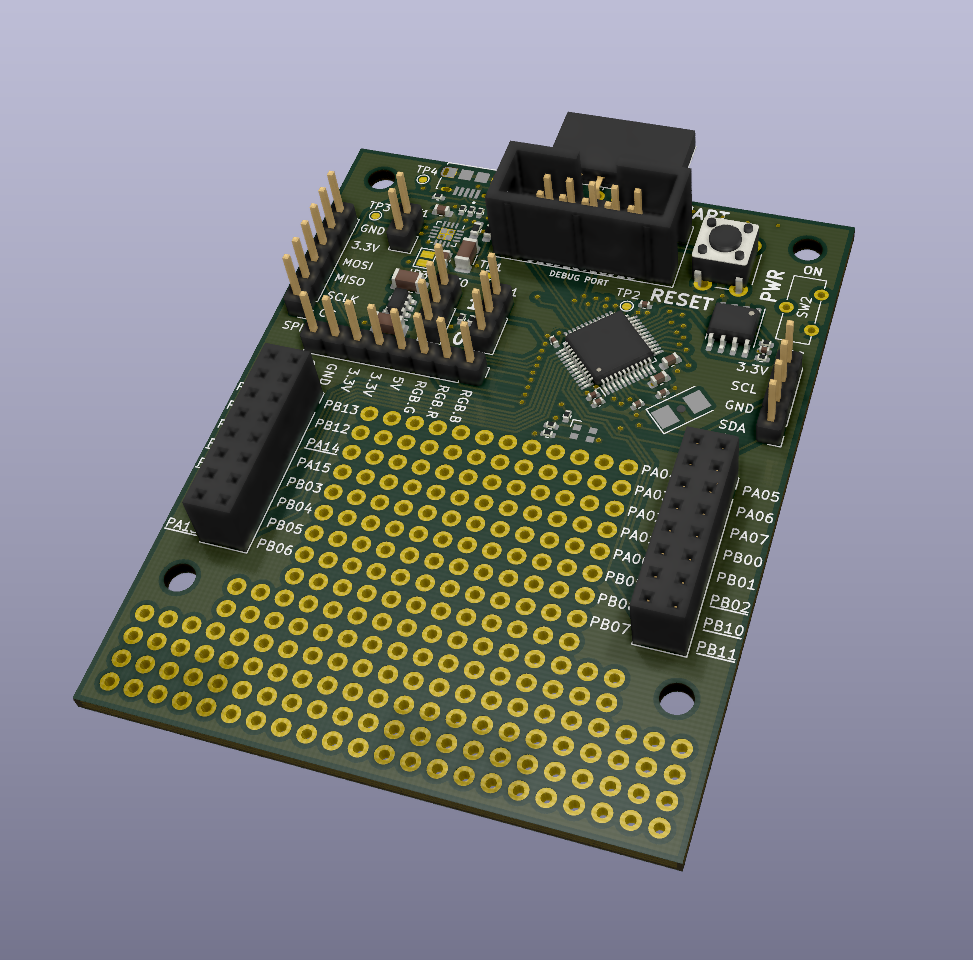 TP4
TP3
GND
3.3V
MOSI
MISO
SCLK
SPI
DEBUG PORT
TP2
RESET
PWR
ON
SW2
3.3V
SCL
GND
SDA
GND
3.3V
3.3V
5V
RGB.G
RGB.R
RGB.B
PB13
PB12
PA14
PA15
PB03
PB04
PB05
PB06
PB07
PA05
PA06
PA07
PB00
PB01
PB02
PB10
PB11